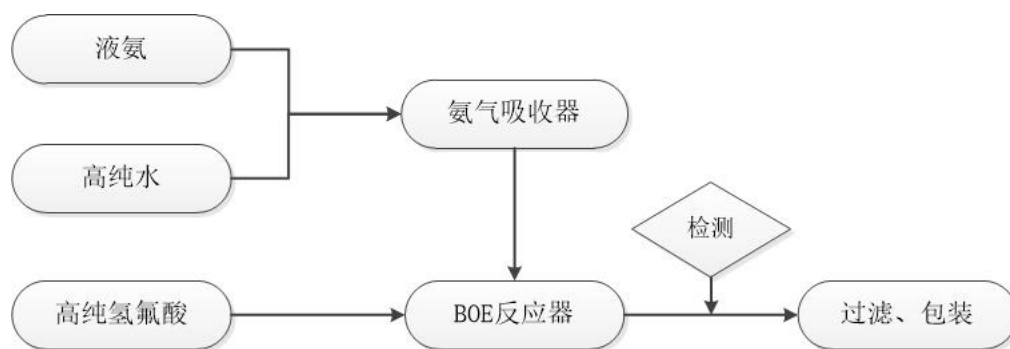 液氨
氨气吸收器
高纯水
检测
高纯氢氟酸
BOE反应器
过滤、包装